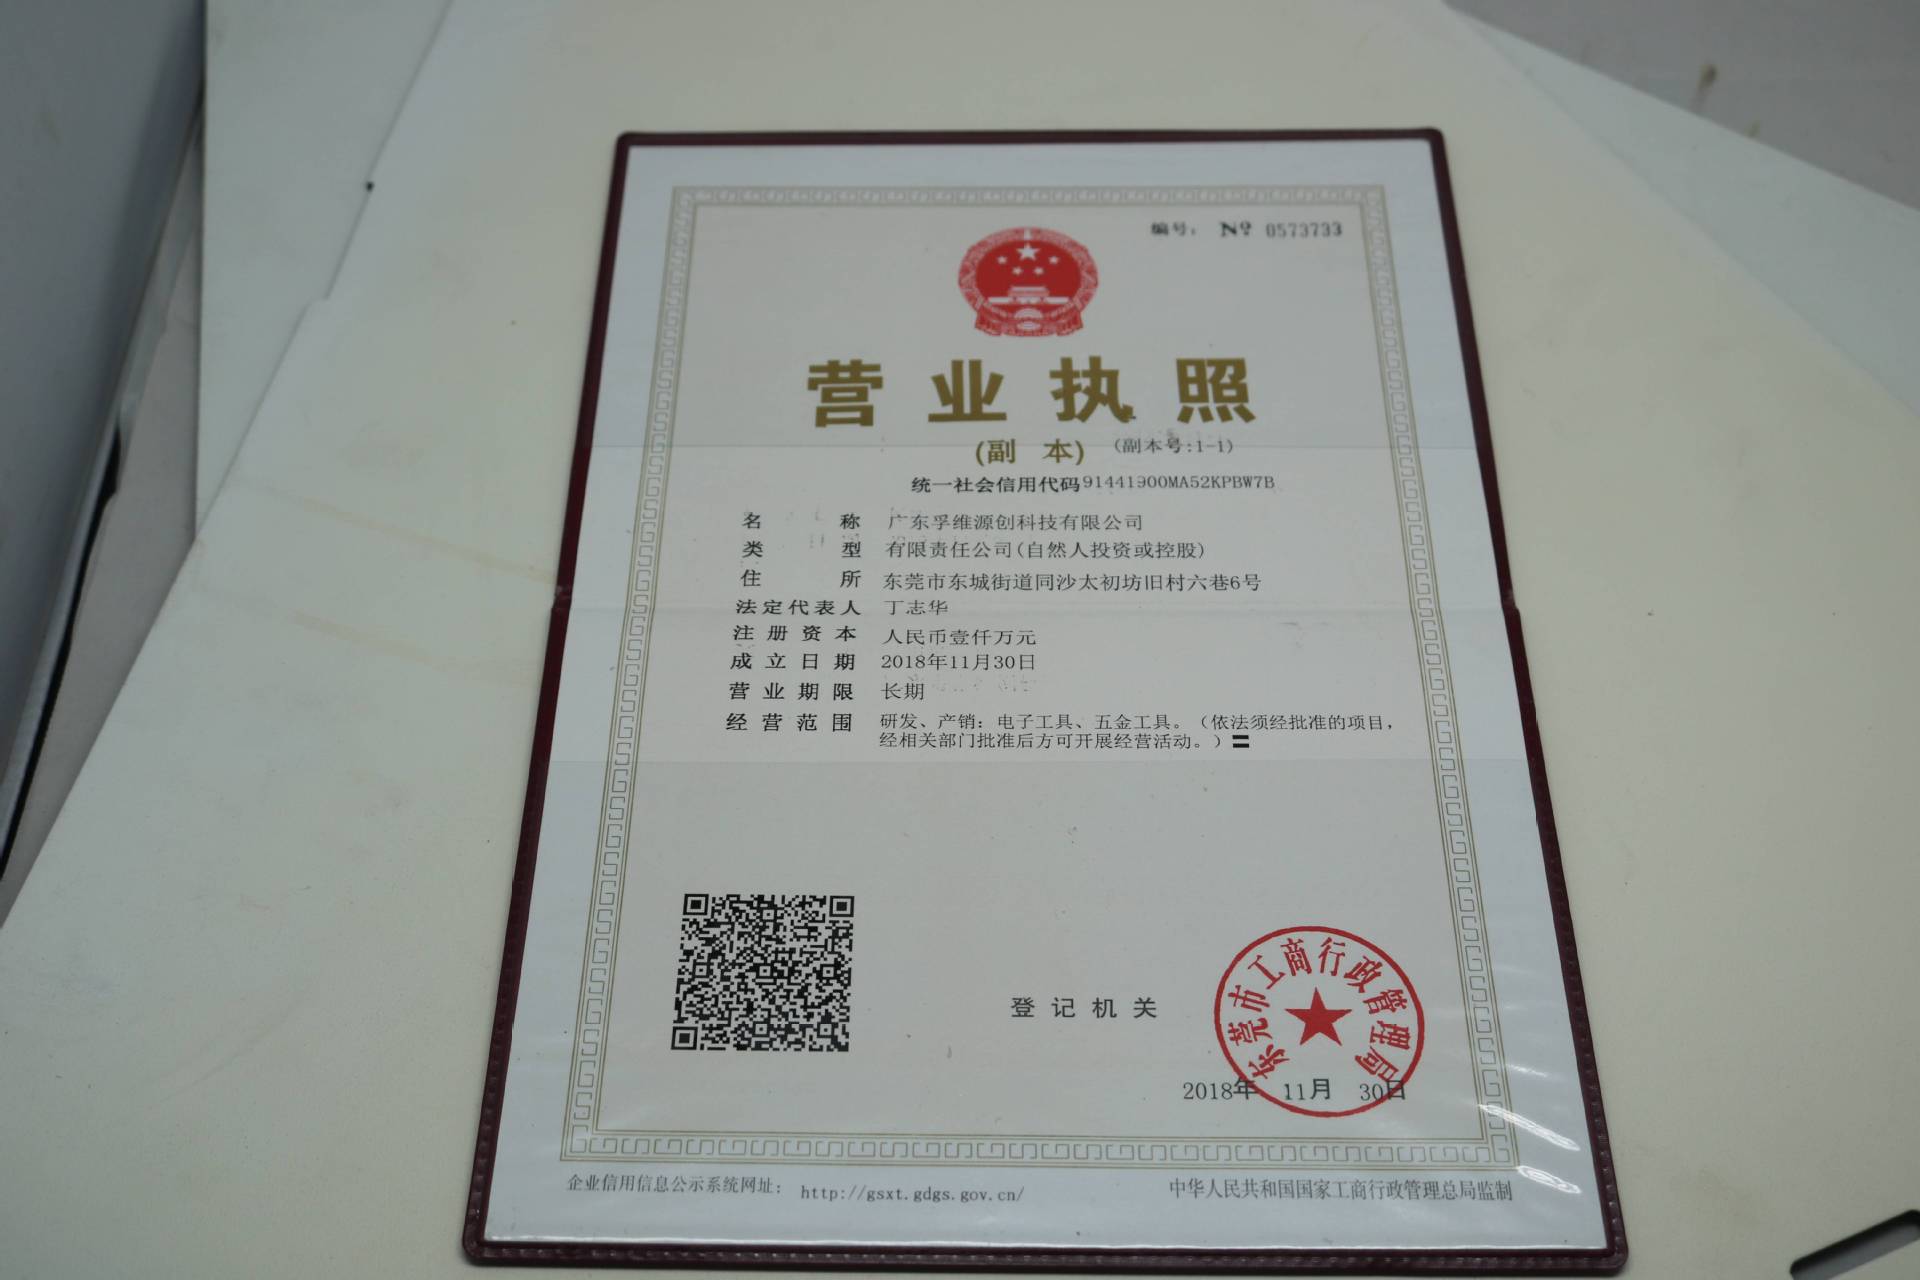 编号： № 0573733
营业执照
(副 本) (副本号:1-1)
统一社会信用代码91441900MA52KPBW7B
名 称 广东孚维源创科技有限公司
类 型 有限责任公司(自然人投资或控股)
住 所 东莞市东城街道同沙太初坊旧村六巷6号
法定代表人 丁志华
注册资本 人民币壹仟万元
成立日期 2018年11月30日
营业期限 长期
经营范围 研发、产销：电子工具、五金工具。（依法须经批准的项目，
经相关部门批准后方可开展经营活动。）〓
登记机关
东莞市工商行政管理局
2018年 11月 30日
企业信用信息公示系统网址： http://gsxt.gdgs.gov.cn/
中华人民共和国国家工商行政管理总局监制